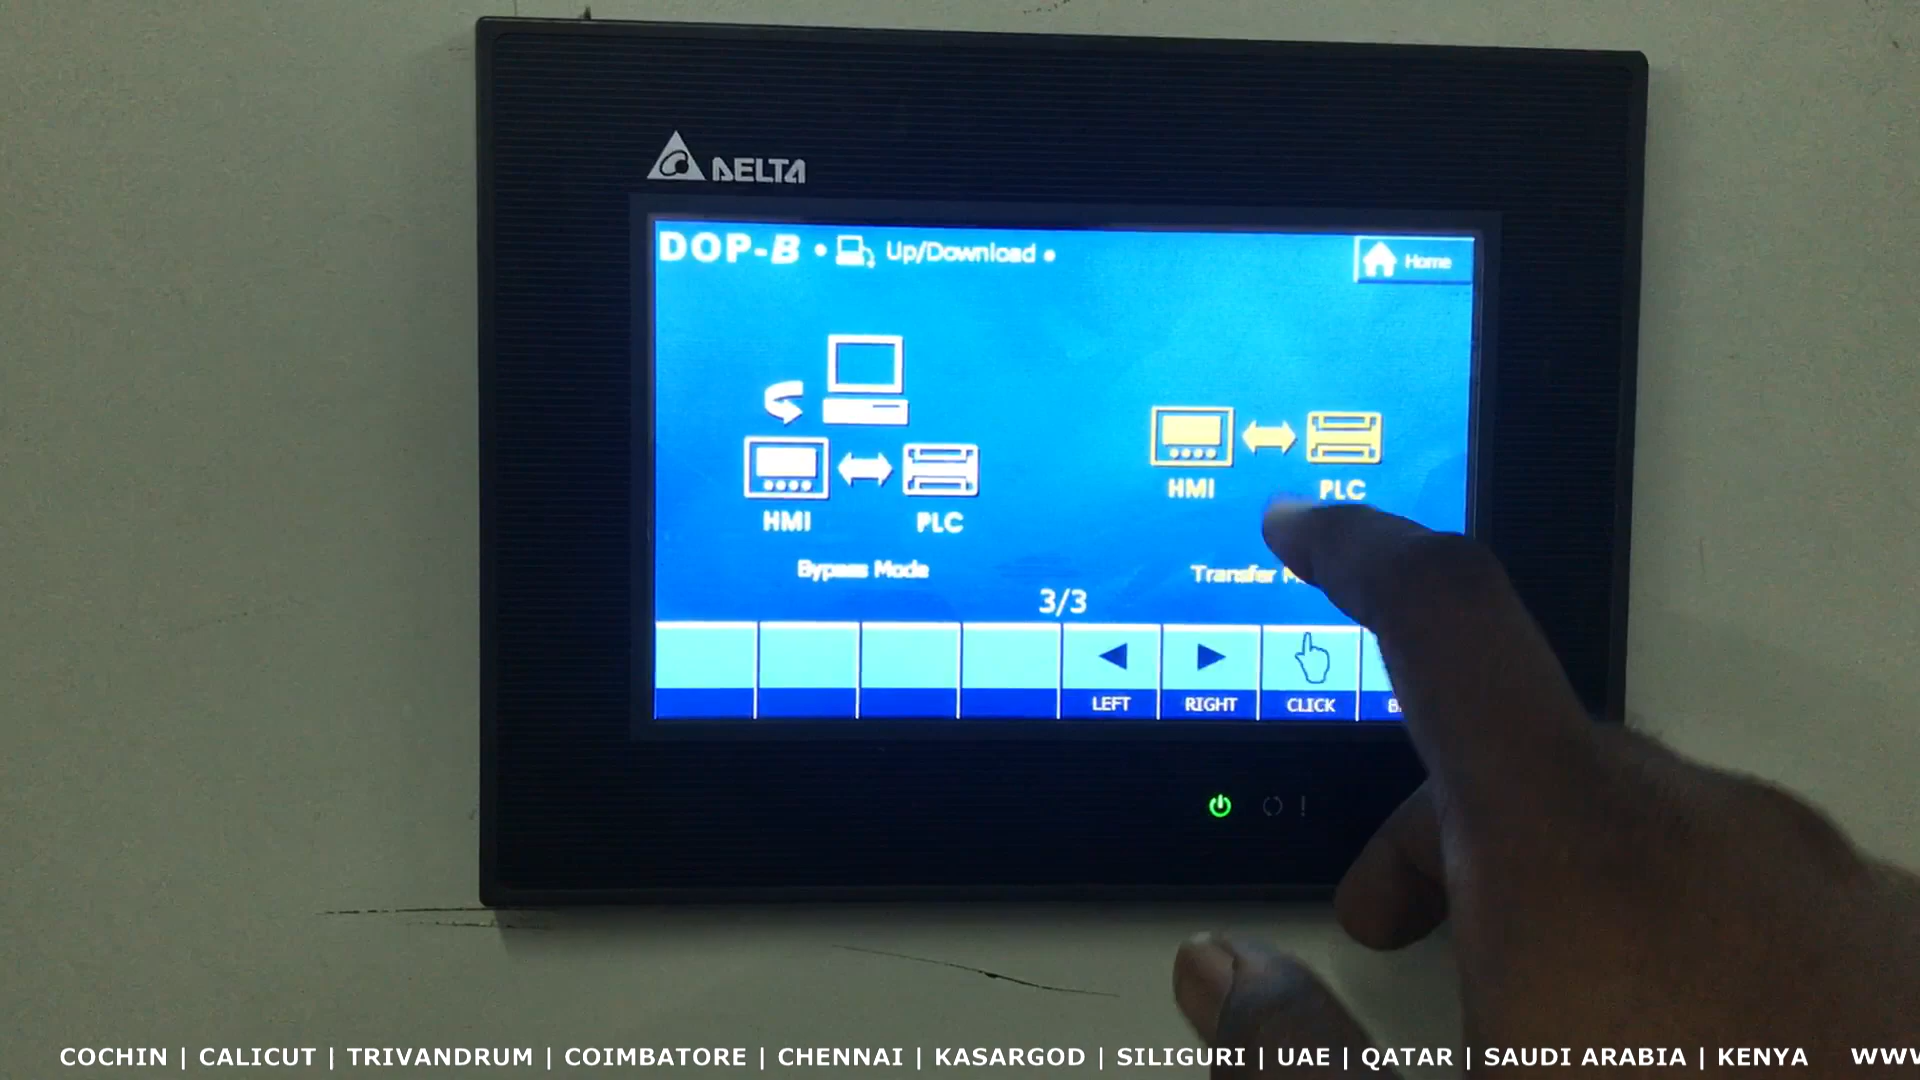 DELTA
DOP-B • Up/Download •
Home
HMI
PLC
Bypass Mode
HMI
PLC
Transfer
3/3
LEFT
RIGHT
CLICK
COCHIN | CALICUT | TRIVANDRUM | COIMBATORE | CHENNAI | KASARGOD | SILIGURI | UAE | QATAR | SAUDI ARABIA | KENYA